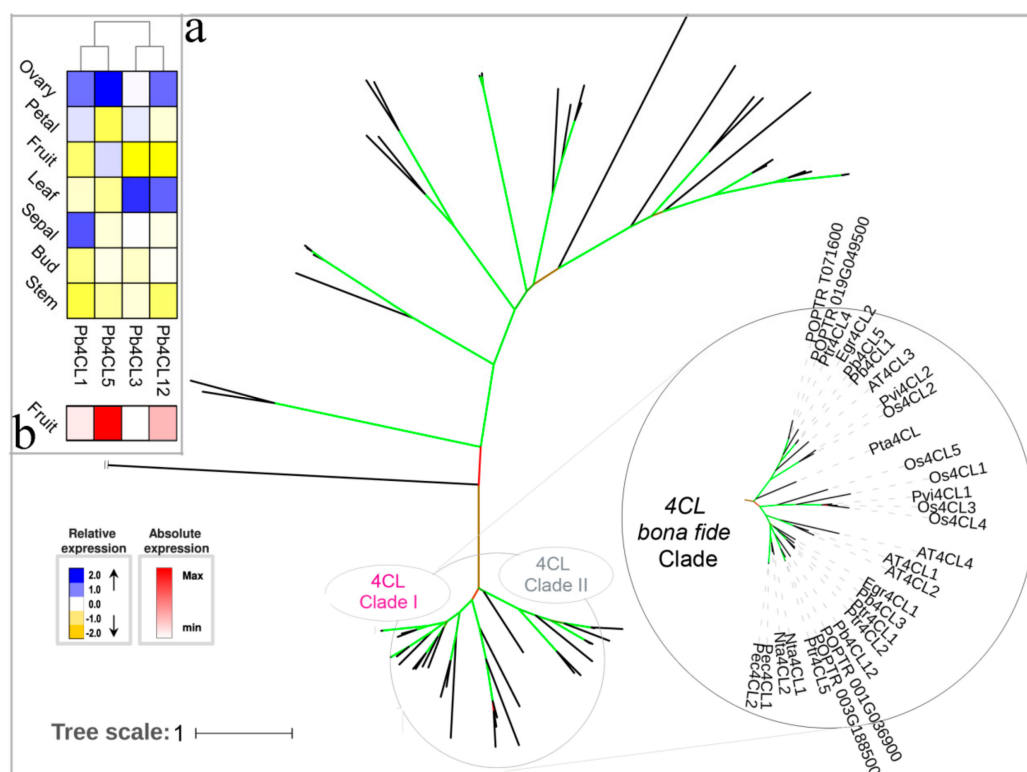 a
Ovary
Petal
Fruit
Leaf
Sepal
Bud
Stem
Pb4CL1
Pb4CL5
Pb4CL3
Pb4CL12
Fruit
b
Relative
expression
2.0
1.0
0.0
-1.0
-2.0
Absolute
expression
Max
min
Tree scale: 1
4CL
Clade I
4CL
Clade II
4CL
bona fide
Clade
POPTR T071600
POPTR 019G049500
Ptr4CL4
Egr4CL2
Pb4CL5
Pb4CL1
AT4CL3
Pvi4CL2
Os4CL2
Pta4CL
Os4CL5
Os4CL1
Pvi4CL1
Os4CL3
Os4CL4
AT4CL4
AT4CL1
AT4CL2
Egr4CL1
Pb4CL3
Ptr4CL1
Ptr4CL2
Pb4CL12
POPTR 001G036900
POPTR 003G188500
Ptr4CL5
Nta4CL1
Nta4CL2
Pec4CL1
Pec4CL2